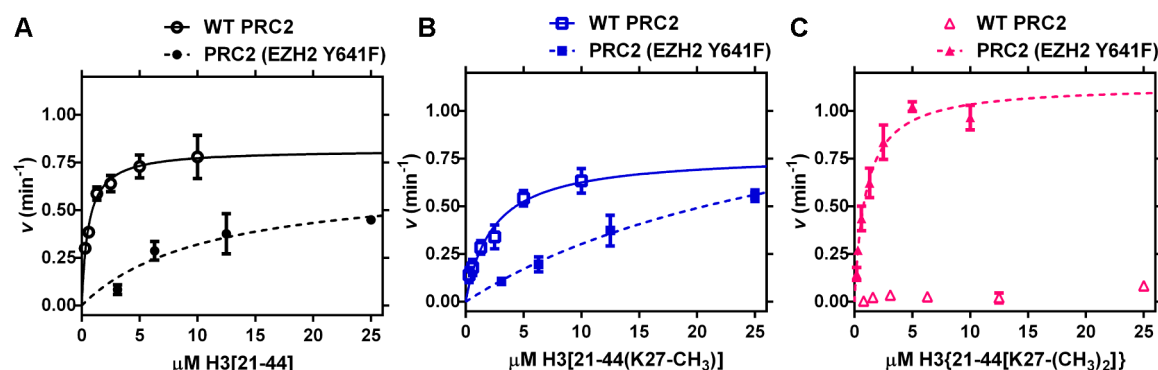 A
WT PRC2
PRC2 (EZH2 Y641F)
1.00
0.75
0.50
0.25
0.00
v (min⁻¹)
0 5 10 15 20 25
μM H3[21-44]
B
WT PRC2
PRC2 (EZH2 Y641F)
1.00
0.75
0.50
0.25
0.00
v (min⁻¹)
0 5 10 15 20 25
μM H3[21-44(K27-CH₃)]
C
WT PRC2
PRC2 (EZH2 Y641F)
1.00
0.75
0.50
0.25
0.00
v (min⁻¹)
0 5 10 15 20 25
μM H3{21-44[K27-(CH₃)₂]}